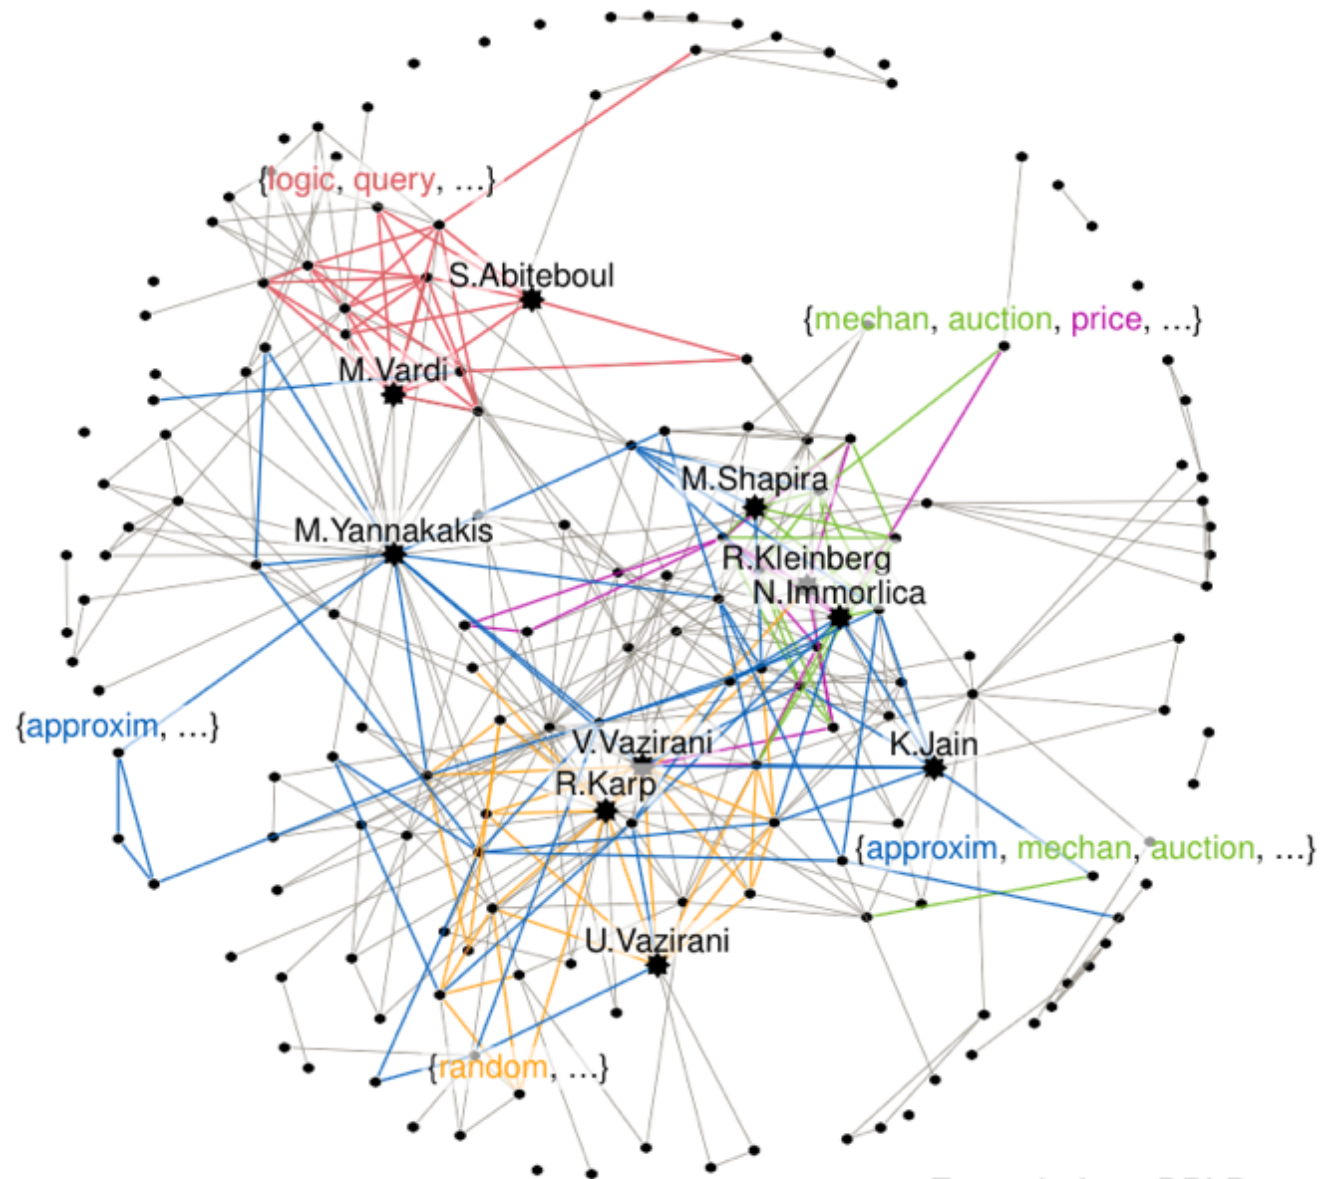 {logic, query, ...}
S.Abiteboul
{mechan, auction, price, ...}
M.Vardi
M.Shapira
M.Yannakakis
R.Kleinberg
N.Immorlica
{approxim, ...}
V.Vazirani
K.Jain
R.Karp
{approxim, mechan, auction, ...}
U.Vazirani
{random, ...}